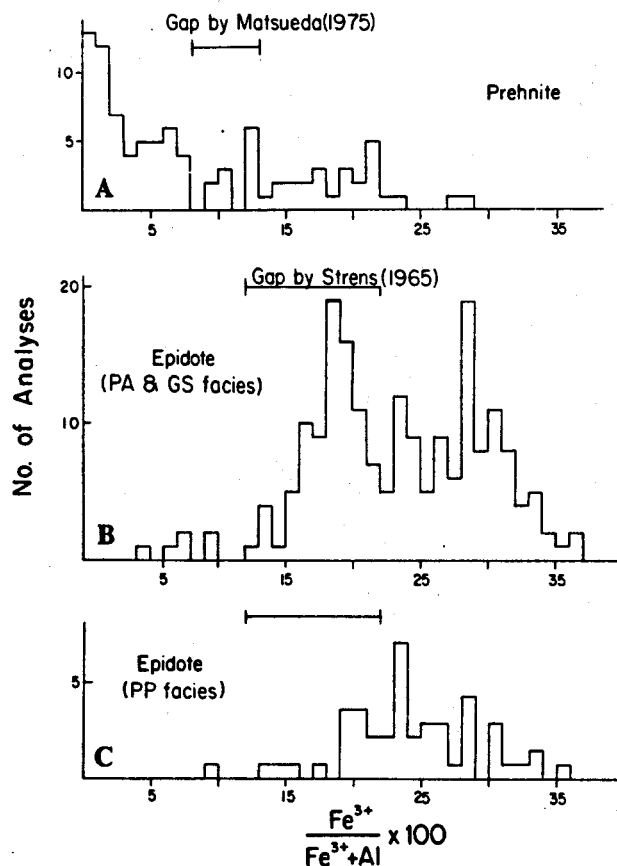 Gap by Matsueda(1975)
10
5
Prehnite
A
5
15
25
35
20
Gap by Strens(1965)
Epidote
(PA & GS facies)
10
No. of Analyses
B
5
15
25
35
5
Epidote
(PP facies)
C
5
15
25
35
Fe³⁺
Fe³⁺+Al
x 100